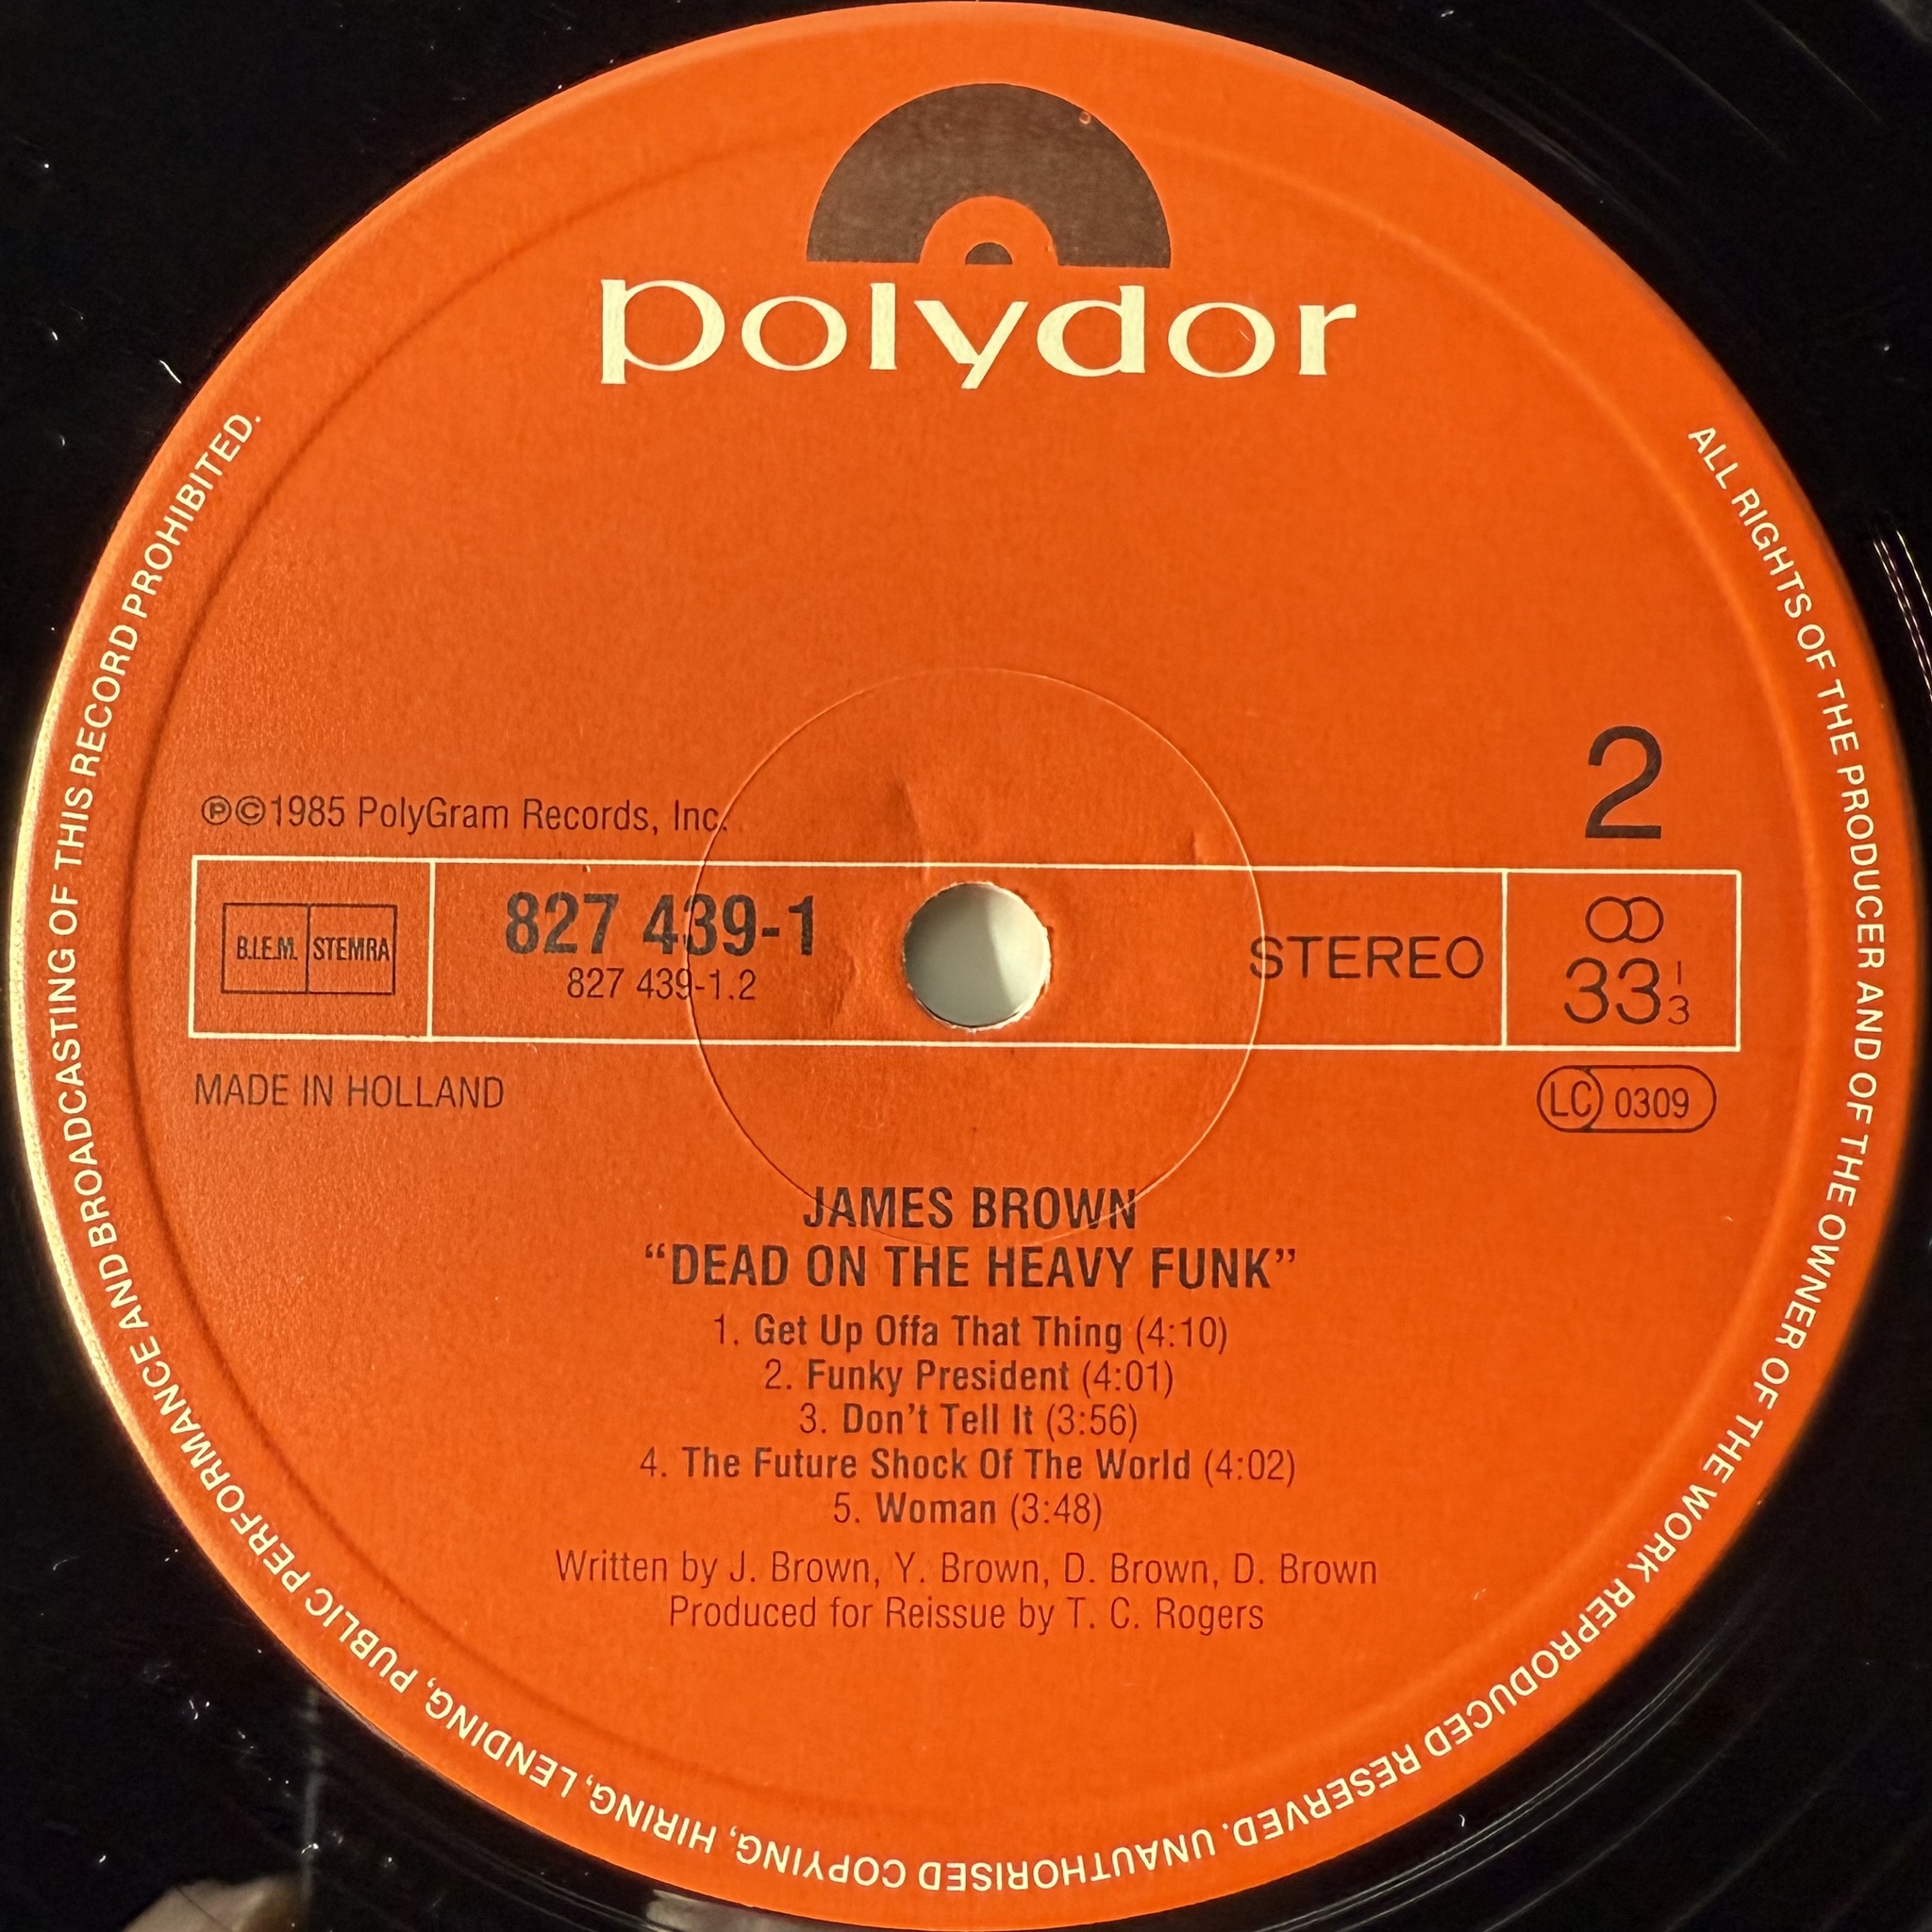 polydor
ALL RIGHTS OF THE PRODUCER AND OF THE OWNER OF THE WORK REPRODUCED RESERVED. UNAUTHORISED COPYING, HIRING, LENDING, PUBLIC PERFORMANCE AND BROADCASTING OF THIS RECORD PROHIBITED.
2
℗©1985 PolyGram Records, Inc.
B.I.E.M. STEMRA
827 439-1
827 439-1.2
STEREO
33 1/3
MADE IN HOLLAND
LC 0309
JAMES BROWN
“DEAD ON THE HEAVY FUNK”
1. Get Up Offa That Thing (4:10)
2. Funky President (4:01)
3. Don’t Tell It (3:56)
4. The Future Shock Of The World (4:02)
5. Woman (3:48)
Written by J. Brown, Y. Brown, D. Brown, D. Brown
Produced for Reissue by T. C. Rogers